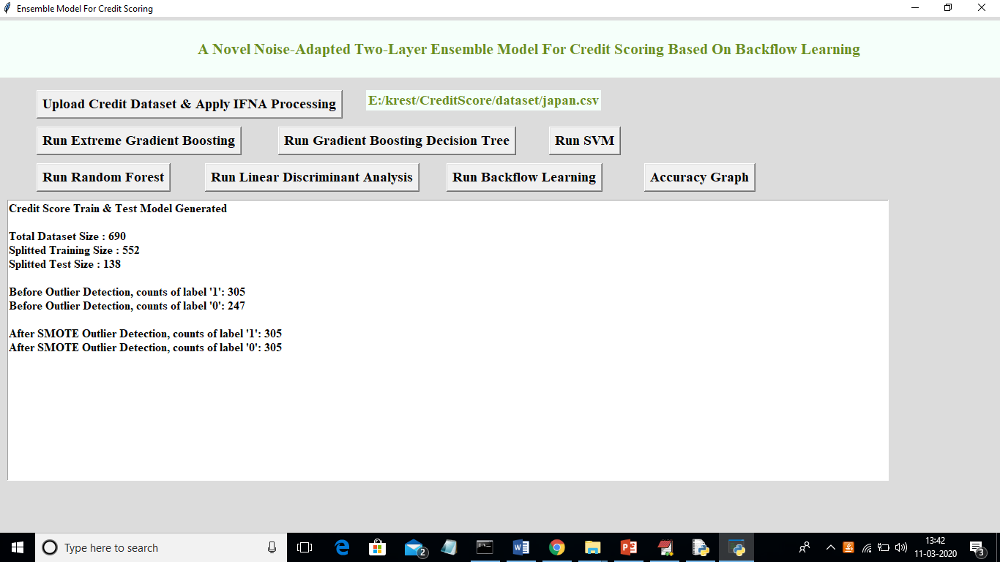 Ensemble Model For Credit Scoring
A Novel Noise-Adapted Two-Layer Ensemble Model For Credit Scoring Based On Backflow Learning
Upload Credit Dataset & Apply IFNA Processing
E:/krest/CreditScore/dataset/japan.csv
Run Extreme Gradient Boosting
Run Gradient Boosting Decision Tree
Run SVM
Run Random Forest
Run Linear Discriminant Analysis
Run Backflow Learning
Accuracy Graph
Credit Score Train & Test Model Generated
Total Dataset Size : 690
Splitted Training Size : 552
Splitted Test Size : 138
Before Outlier Detection, counts of label '1': 305
Before Outlier Detection, counts of label '0': 247
After SMOTE Outlier Detection, counts of label '1': 305
After SMOTE Outlier Detection, counts of label '0': 305
Type here to search
2
13:42
11-03-2020
3